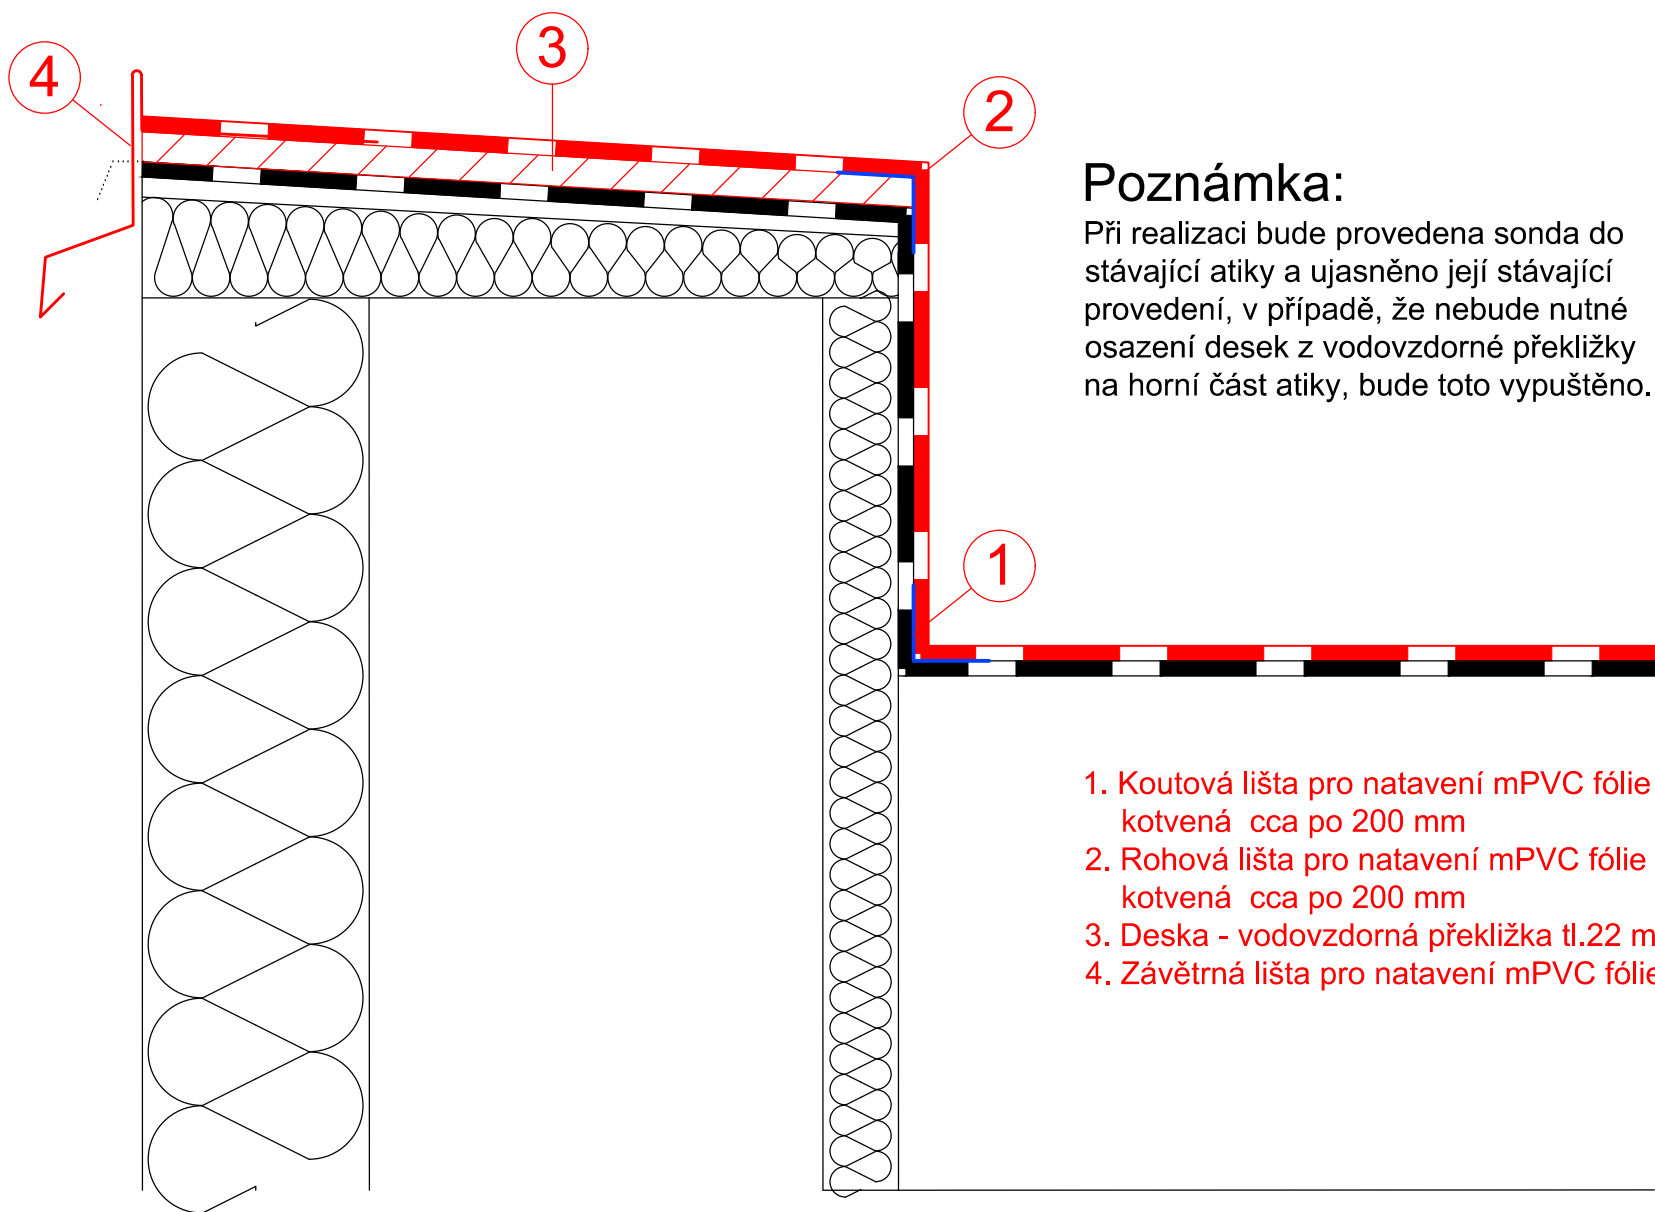 4
3
2
Poznámka:
Při realizaci bude provedena sonda do
stávající atiky a ujasněno její stávající
provedení, v případě, že nebude nutné
osazení desek z vodovzdorné překližky
na horní část atiky, bude toto vypuštěno.
1
1. Koutová lišta pro natavení mPVC fólie
kotvená cca po 200 mm
2. Rohová lišta pro natavení mPVC fólie
kotvená cca po 200 mm
3. Deska - vodovzdorná překližka tl.22 m
4. Závětrná lišta pro natavení mPVC fólie